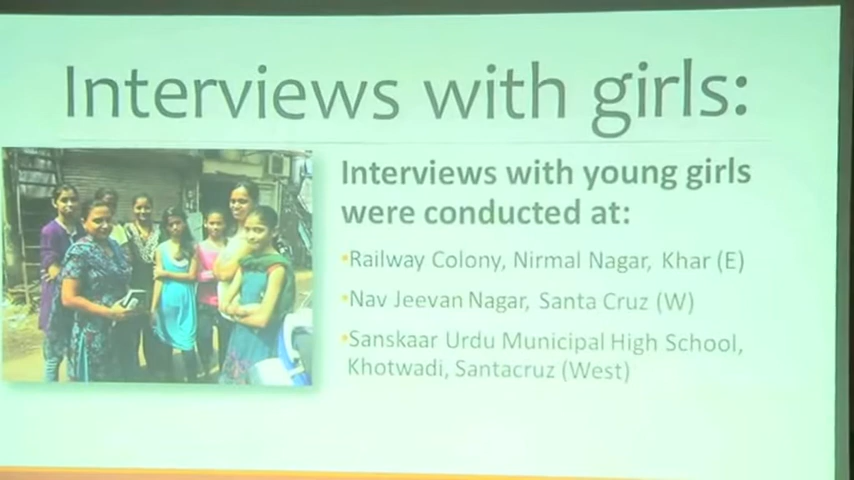 Interviews with girls:
Interviews with young girls
were conducted at:
•Railway Colony, Nirmal Nagar, Khar (E)
•Nav Jeevan Nagar, Santa Cruz (W)
•Sanskaar Urdu Municipal High School,
Khotwadi, Santacruz (West)